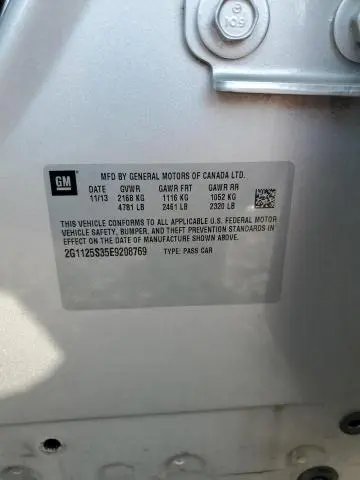 109
GM
MFD BY GENERAL MOTORS OF CANADA LTD.
DATE GVWR GAWR FRT GAWR RR
11/13 2168 KG 1116 KG 1052 KG
4781 LB 2461 LB 2320 LB
THIS VEHICLE CONFORMS TO ALL APPLICABLE U.S. FEDERAL MOTOR
VEHICLE SAFETY, BUMPER, AND THEFT PREVENTION STANDARDS IN
EFFECT ON THE DATE OF MANUFACTURE SHOWN ABOVE.
2G1125S35E9208769 TYPE: PASS CAR